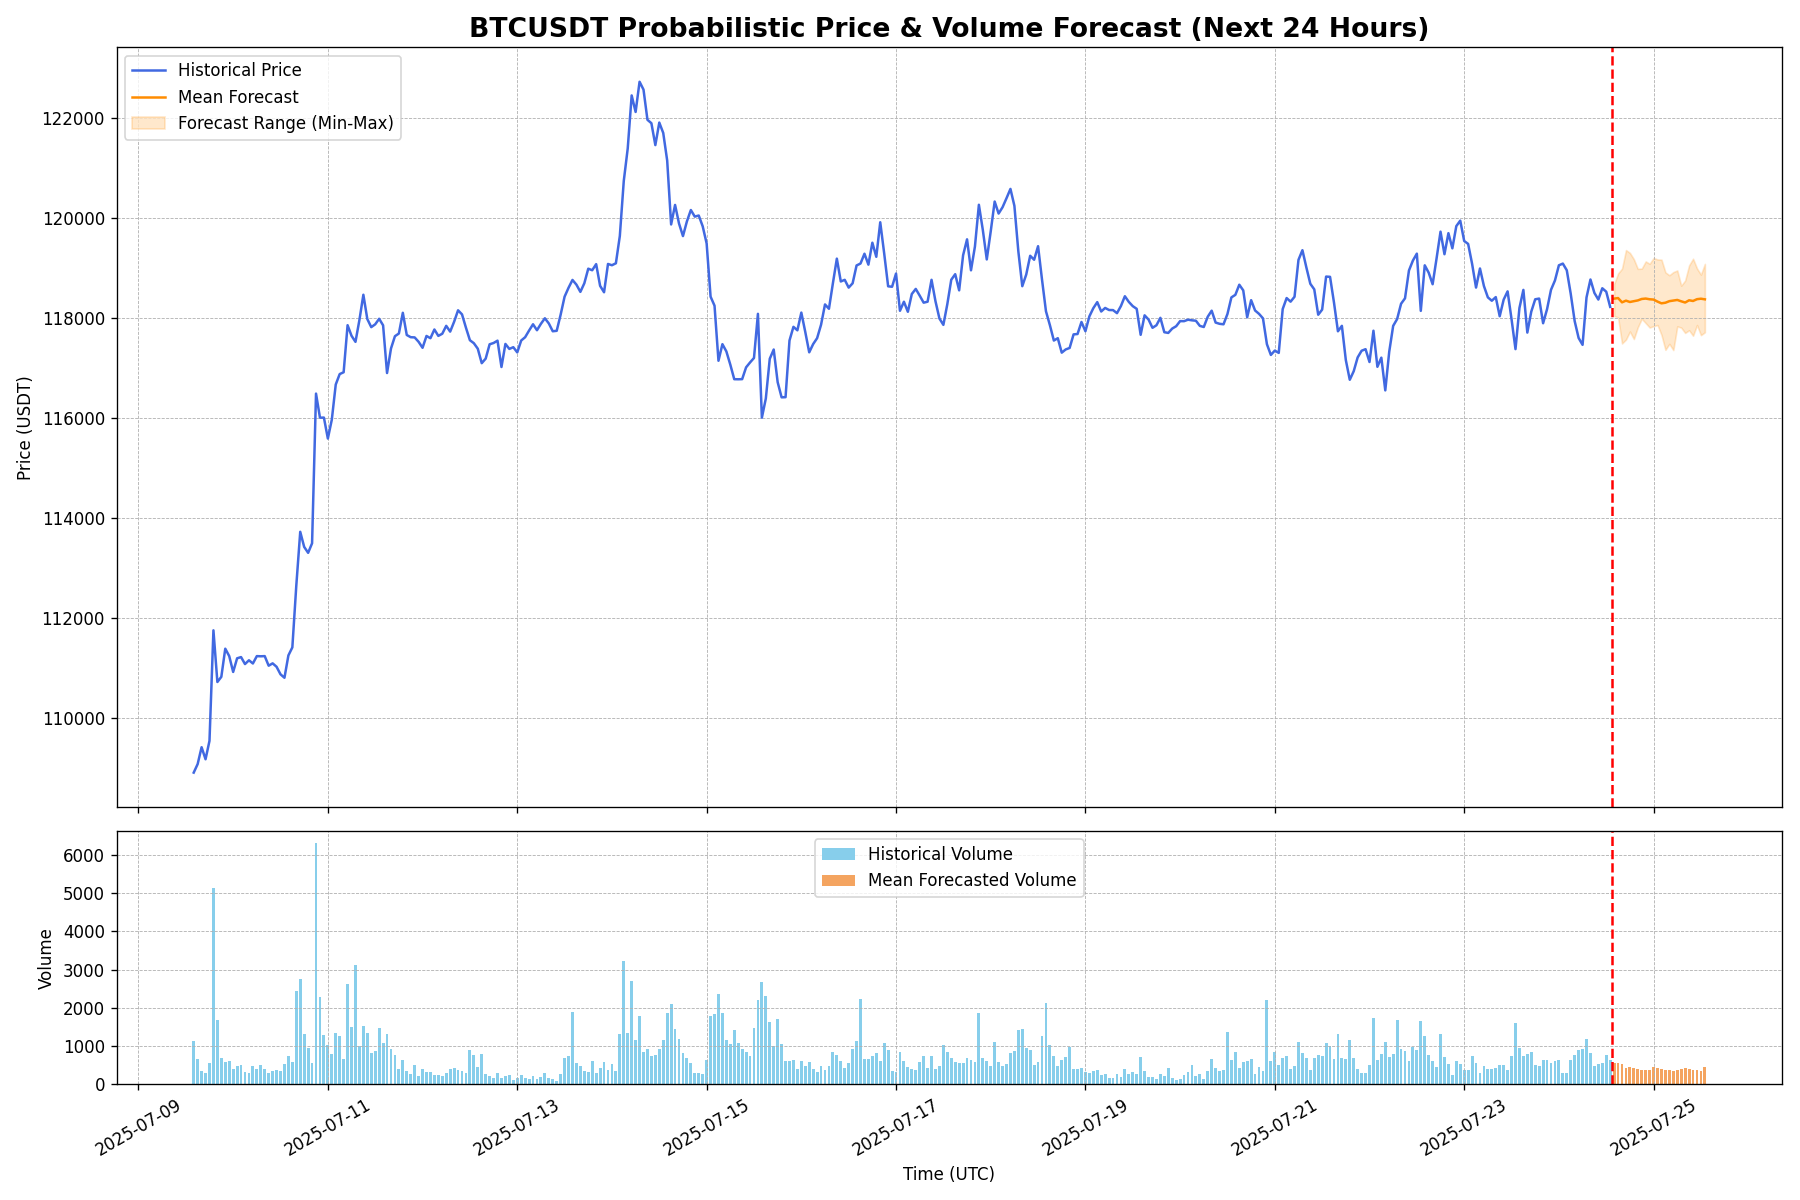 BTCUSDT Probabilistic Price & Volume Forecast (Next 24 Hours)
Historical Price
Mean Forecast
Forecast Range (Min-Max)
122000
120000
118000
116000
114000
112000
110000
Price (USDT)
Historical Volume
Mean Forecasted Volume
6000
5000
4000
3000
2000
1000
0
Volume
2025-07-09
2025-07-11
2025-07-13
2025-07-15
2025-07-17
2025-07-19
2025-07-21
2025-07-23
2025-07-25
Time (UTC)